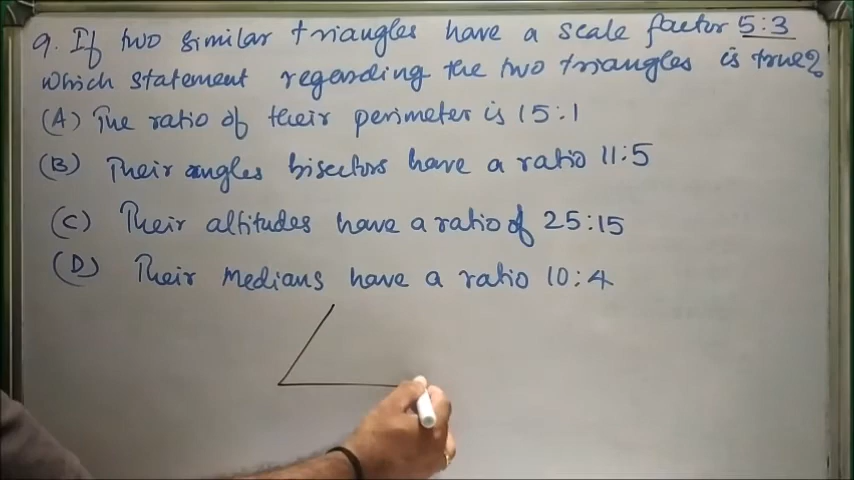 9. If two similar triangles have a scale factor 5:3
which statement regarding the two triangles is true?
(A) The ratio of their perimeter is 15:1
(B) Their angles bisectors have a ratio 11:5
(C) Their altitudes have a ratio of 25:15
(D) Their medians have a ratio 10:4